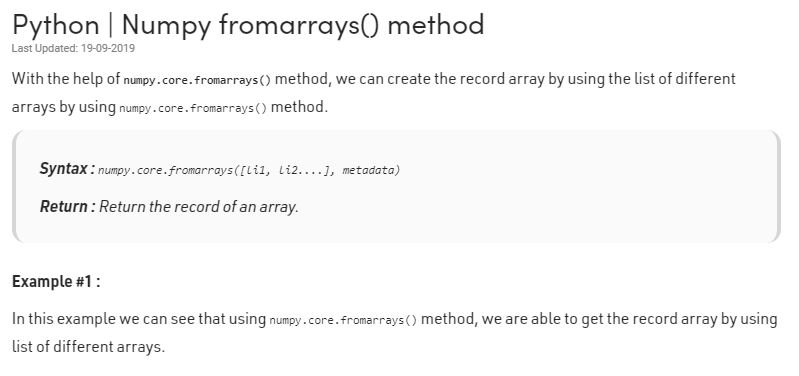 Python | Numpy fromarrays() method
Last Updated: 19-09-2019
With the help of numpy.core.fromarrays() method, we can create the record array by using the list of different
arrays by using numpy.core.fromarrays() method.
Syntax : numpy.core.fromarrays([li1, li2....], metadata)
Return : Return the record of an array.
Example #1 :
In this example we can see that using numpy.core.fromarrays() method, we are able to get the record array by using
list of different arrays.